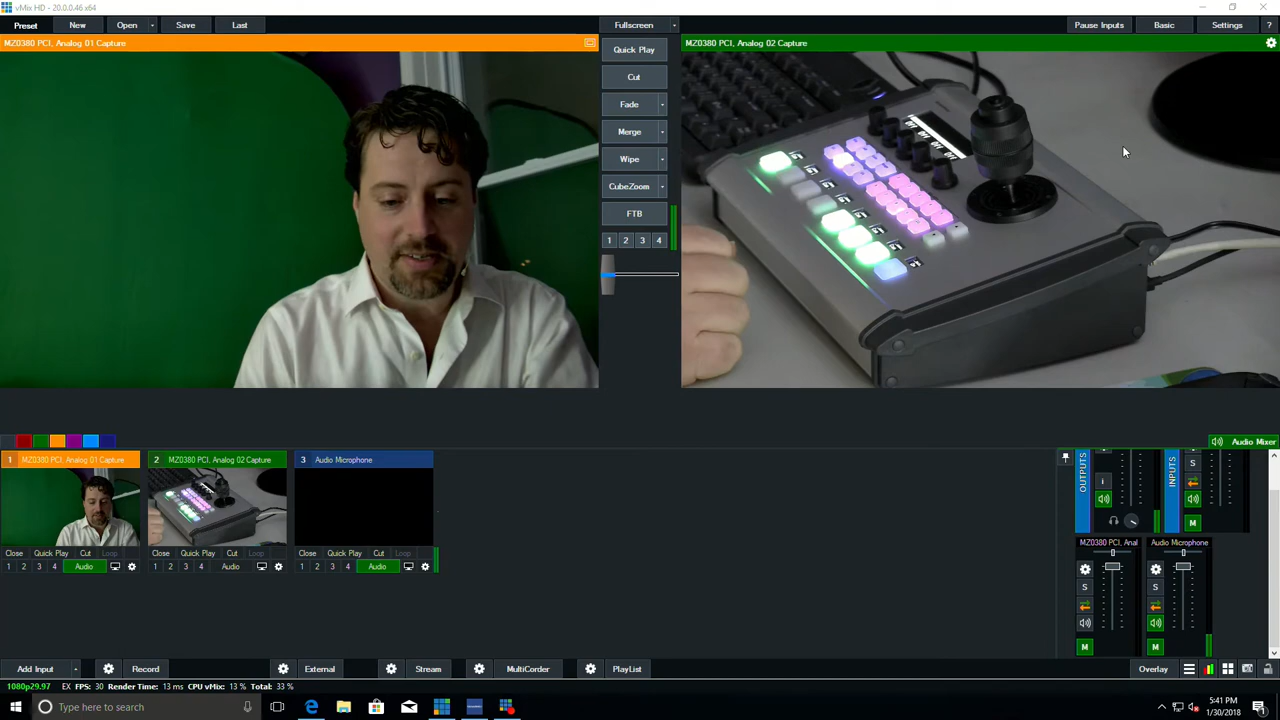 vMix HD - 20.0.0.46 x64
Preset New Open Save Last Fullscreen Pause Inputs Basic Settings ?
MZ0380 PCI, Analog 01 Capture
MZ0380 PCI, Analog 02 Capture
Quick Play
Cut
Fade
Merge
Wipe
CubeZoom
FTB
1 2 3 4
Audio Mixer
1 MZ0380 PCI, Analog 01 Capture
2 MZ0380 PCI, Analog 02 Capture
3 Audio Microphone
OUTPUTS
INPUTS
S
i
M
Close Quick Play Cut Loop
Close Quick Play Cut Loop
Close Quick Play Cut Loop
1 2 3 4 Audio
1 2 3 4 Audio
1 2 3 4 Audio
MZ0380 PCI, Anal
Audio Microphone
S
S
M
M
Add Input Record External Stream MultiCorder PlayList Overlay
1080p29.97 EX FPS: 30 Render Time: 13 ms CPU vMix: 13 % Total: 33 %
Type here to search
5:41 PM
1/30/2018